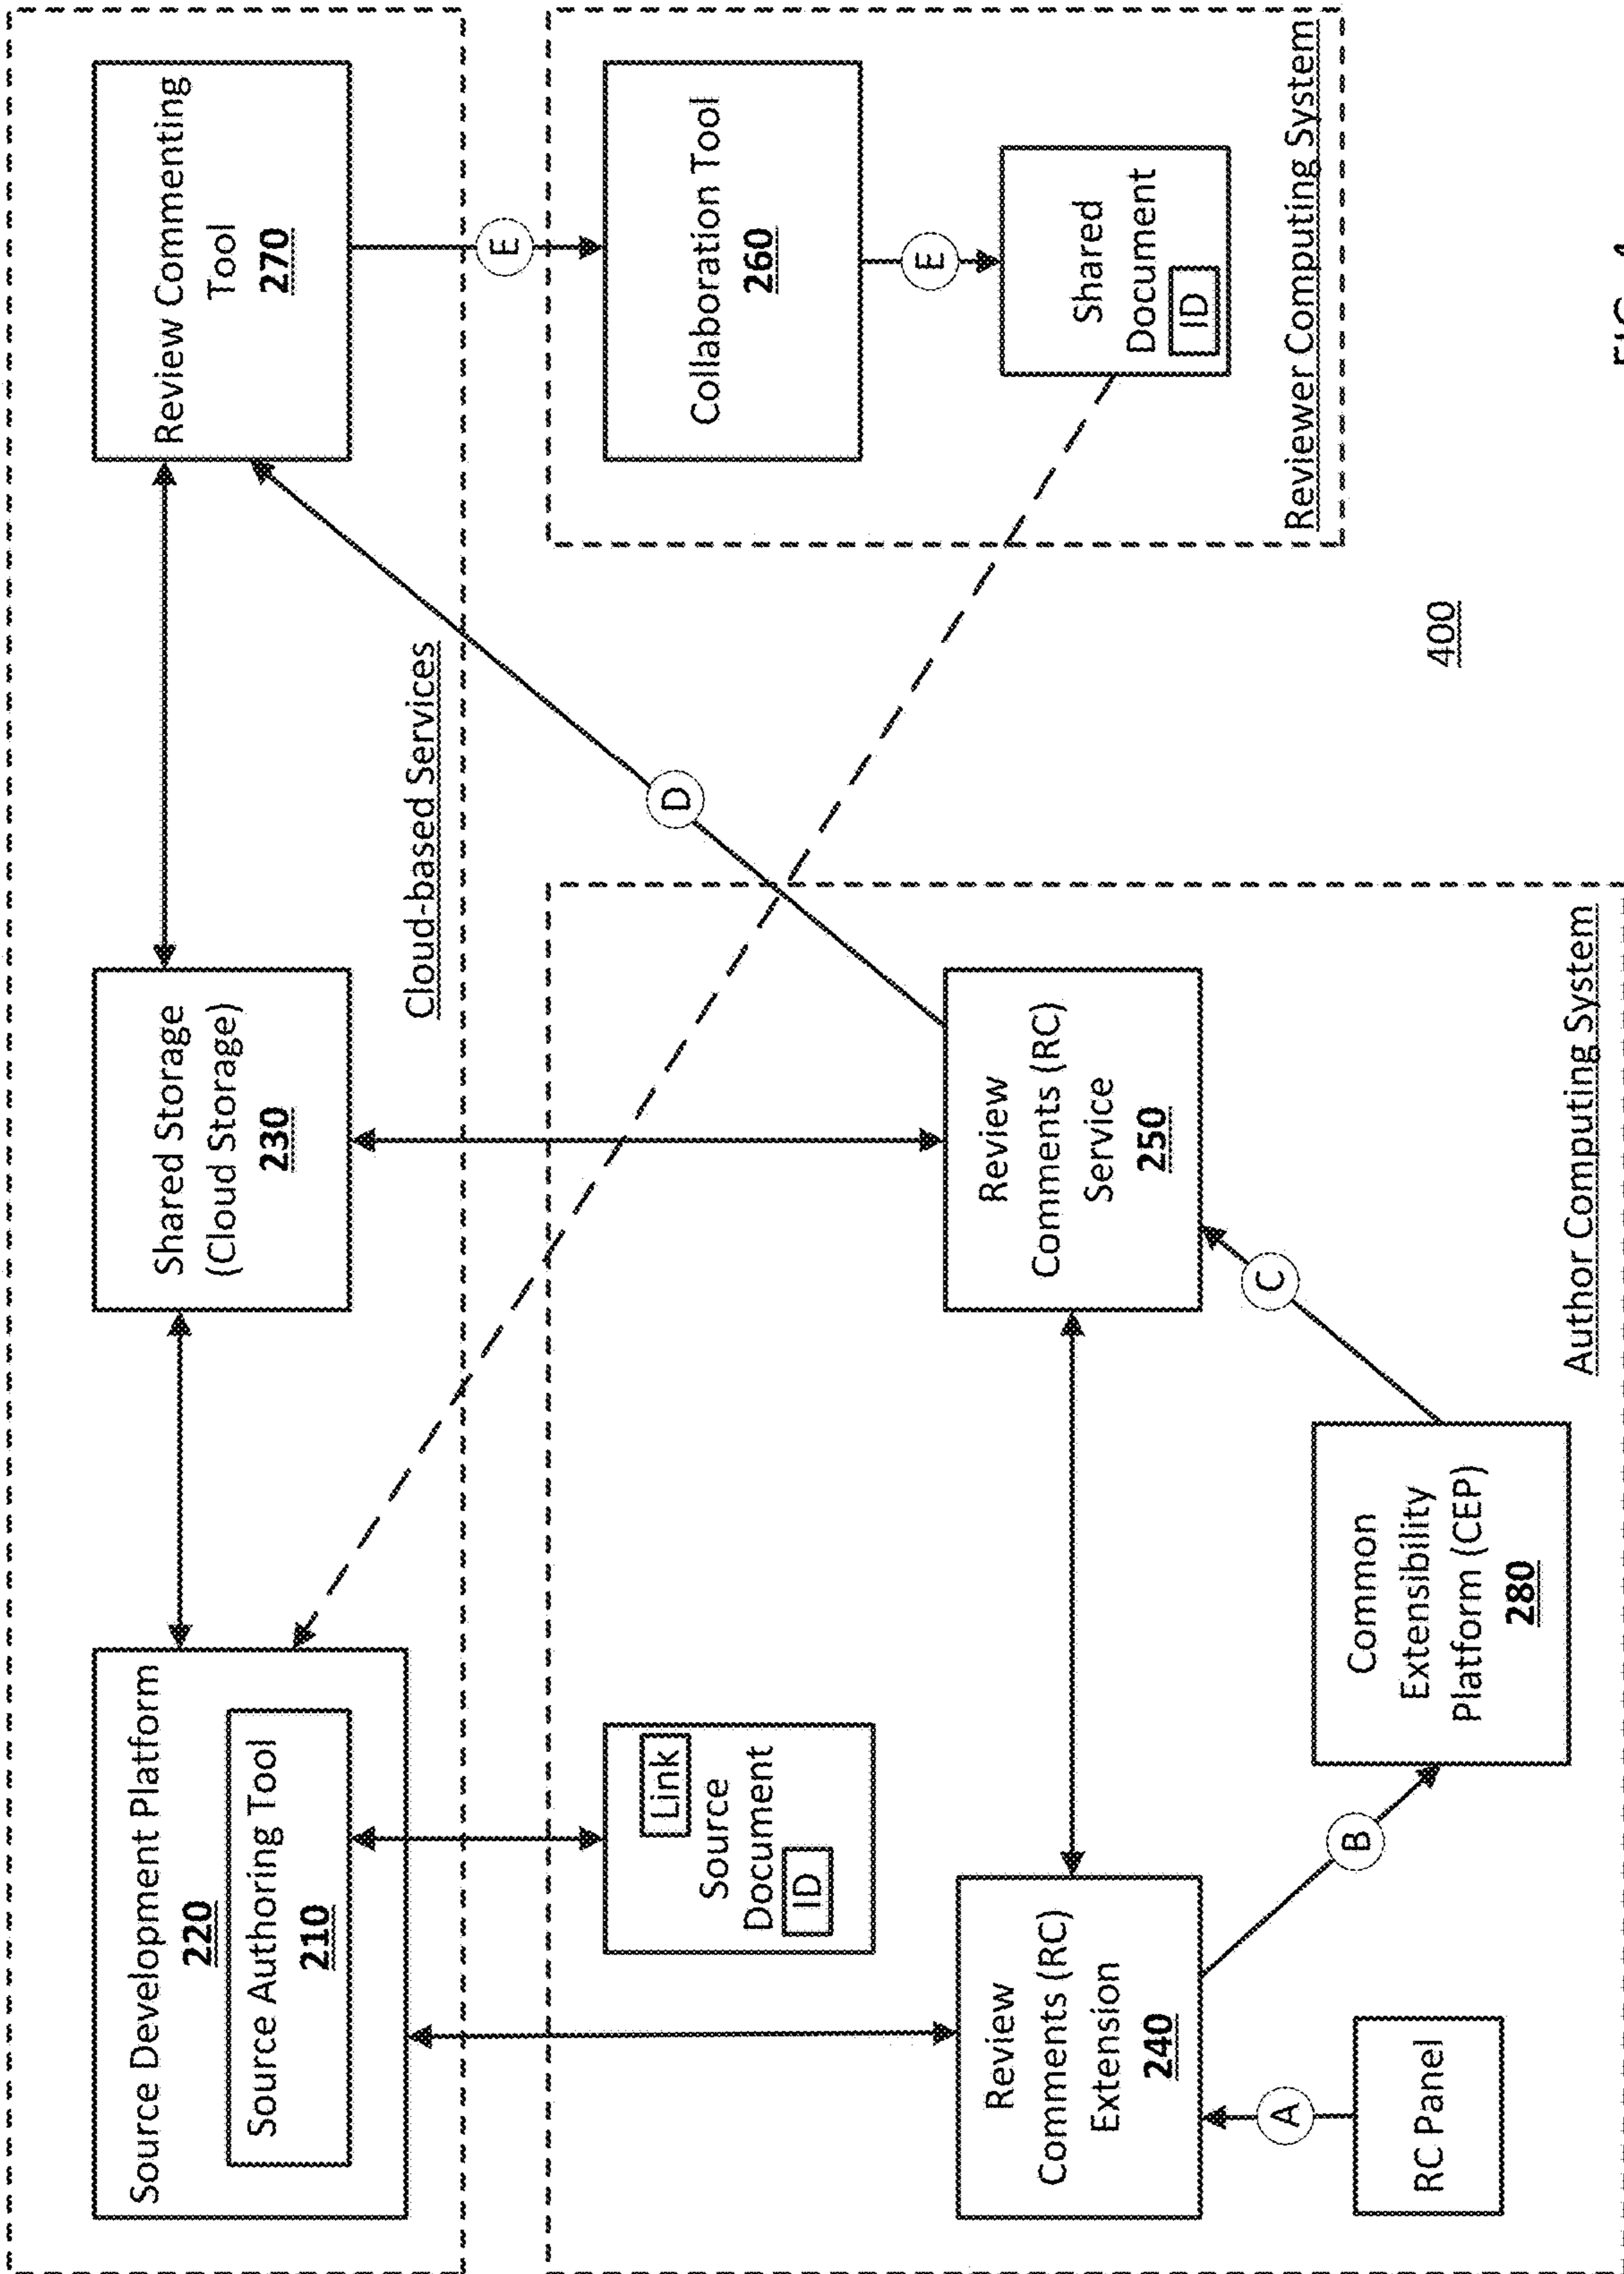 Source Development Platform
220
Source Authoring Tool
210
Shared Storage
(Cloud Storage)
230
Review Commenting
Tool
270
Cloud-based Services
E
Link
Source
Document
ID
Collaboration Tool
260
D
E
Review
Comments (RC)
Extension
240
Review
Comments (RC)
Service
250
Shared
Document
ID
A
C
Reviewer Computing System
B
Common
Extensibility
Platform (CEP)
280
RC Panel
400
Author Computing System